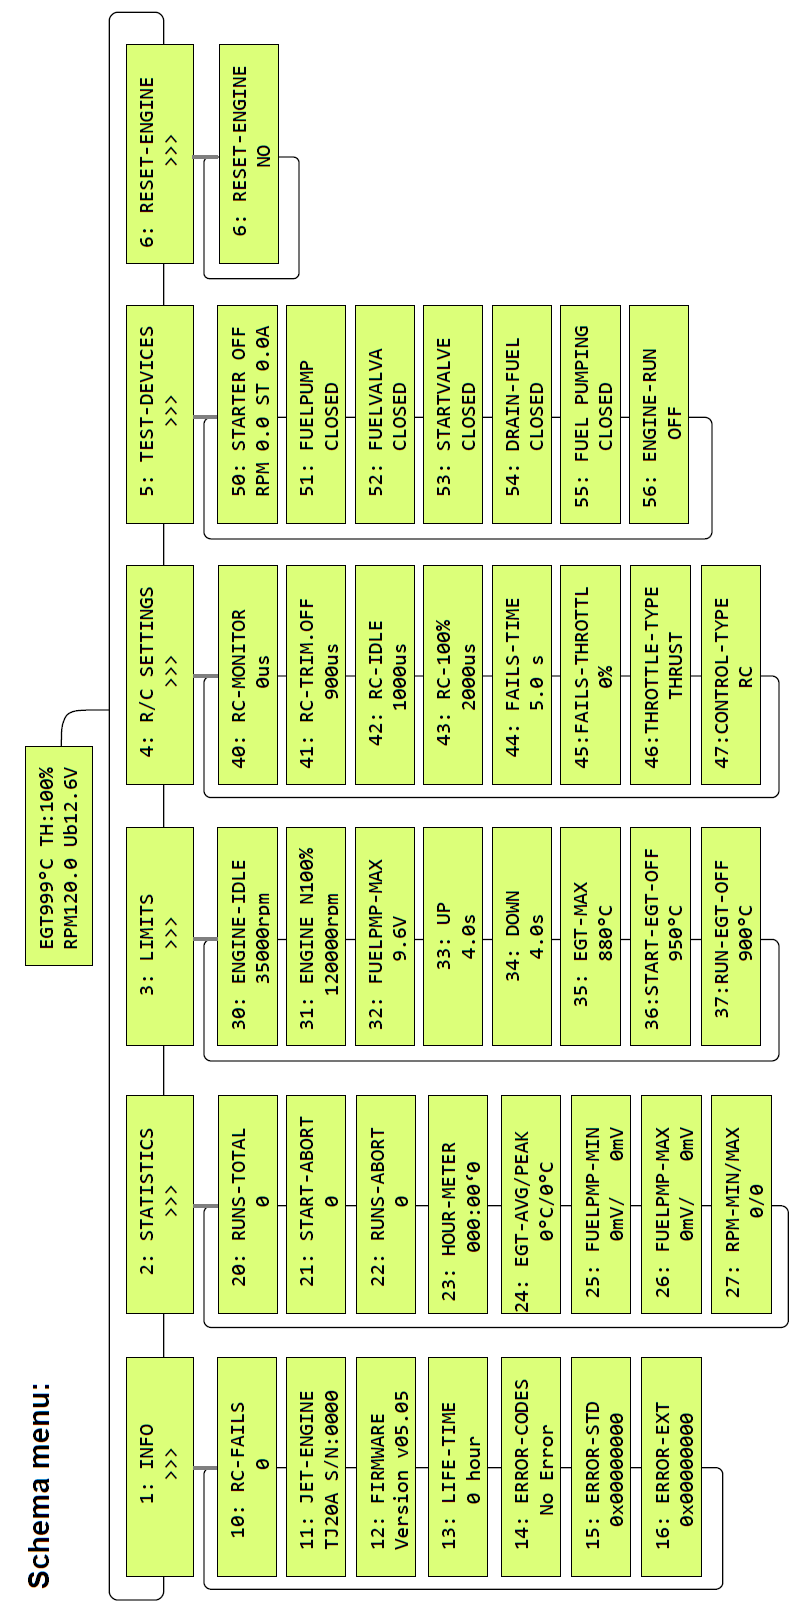 Schema menu:
EGT999°C TH:100%
RPM120.0 Ub12.6V
1: INFO
>>>
10: RC-FAILS
0
11: JET-ENGINE
TJ20A S/N:0000
12: FIRMWARE
Version v05.05
13: LIFE-TIME
0 hour
14: ERROR-CODES
No Error
15: ERROR-STD
0x000000000
16: ERROR-EXT
0x000000000
2: STATISTICS
>>>
20: RUNS-TOTAL
0
21: START-ABORT
0
22: RUNS-ABORT
0
23: HOUR-METER
000:00‘0
24: EGT-AVG/PEAK
0°C/0°C
25: FUELPMP-MIN
0mV/ 0mV
26: FUELPMP-MAX
0mV/ 0mV
27: RPM-MIN/MAX
0/0
3: LIMITS
>>>
30: ENGINE-IDLE
35000rpm
31: ENGINE N100%
120000rpm
32: FUELPMP-MAX
9.6V
33: UP
4.0s
34: DOWN
4.0s
35: EGT-MAX
880°C
36:START-EGT-OFF
950°C
37:RUN-EGT-OFF
900°C
4: R/C SETTINGS
>>>
40: RC-MONITOR
0us
41: RC-TRIM.OFF
900us
42: RC-IDLE
1000us
43: RC-100%
2000us
44: FAILS-TIME
5.0 s
45:FAILS-THROTTL
0%
46:THROTTLE-TYPE
THRUST
47:CONTROL-TYPE
RC
5: TEST-DEVICES
>>>
50: STARTER OFF
RPM 0.0 ST 0.0A
51: FUELPUMP
CLOSED
52: FUELVALVA
CLOSED
53: STARTVALVE
CLOSED
54: DRAIN-FUEL
CLOSED
55: FUEL PUMPING
CLOSED
56: ENGINE-RUN
OFF
6: RESET-ENGINE
>>>
6: RESET-ENGINE
NO